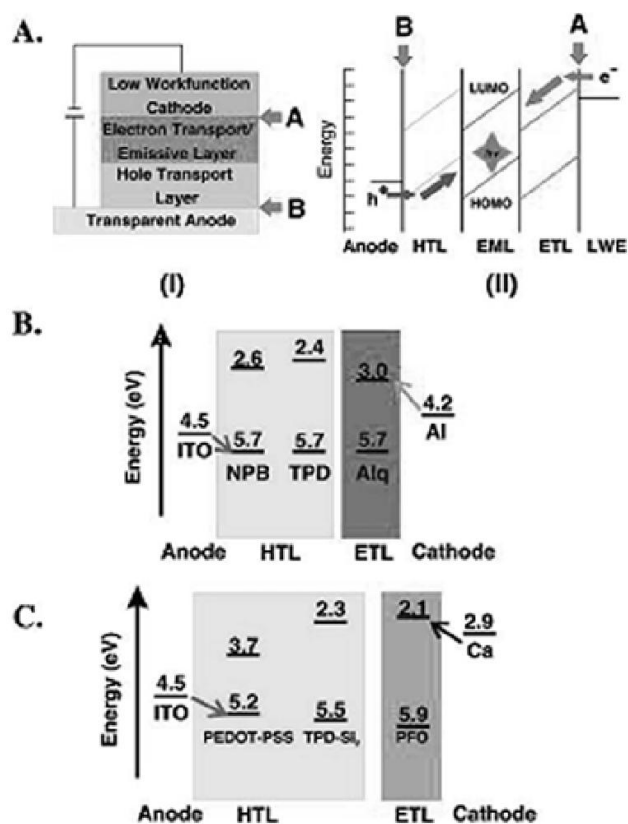 A.
Low Workfunction
Cathode
Electron Transport/
Emissive Layer
Hole Transport
Layer
Transparent Anode
A
B
(I)
B
A
Energy
LUMO
HOMO
e⁻
Anode HTL EML ETL LWE
(II)
B.
Energy (eV)
2.6
2.4
3.0
4.5
ITO
4.2
Al
5.7
5.7
5.7
NPB
TPD
Alq
Anode HTL ETL Cathode
C.
Energy (eV)
2.3
2.1
3.7
2.9
Ca
4.5
ITO
5.2
5.5
5.9
PEDOT-PSS
PFO
Anode HTL ETL Cathode